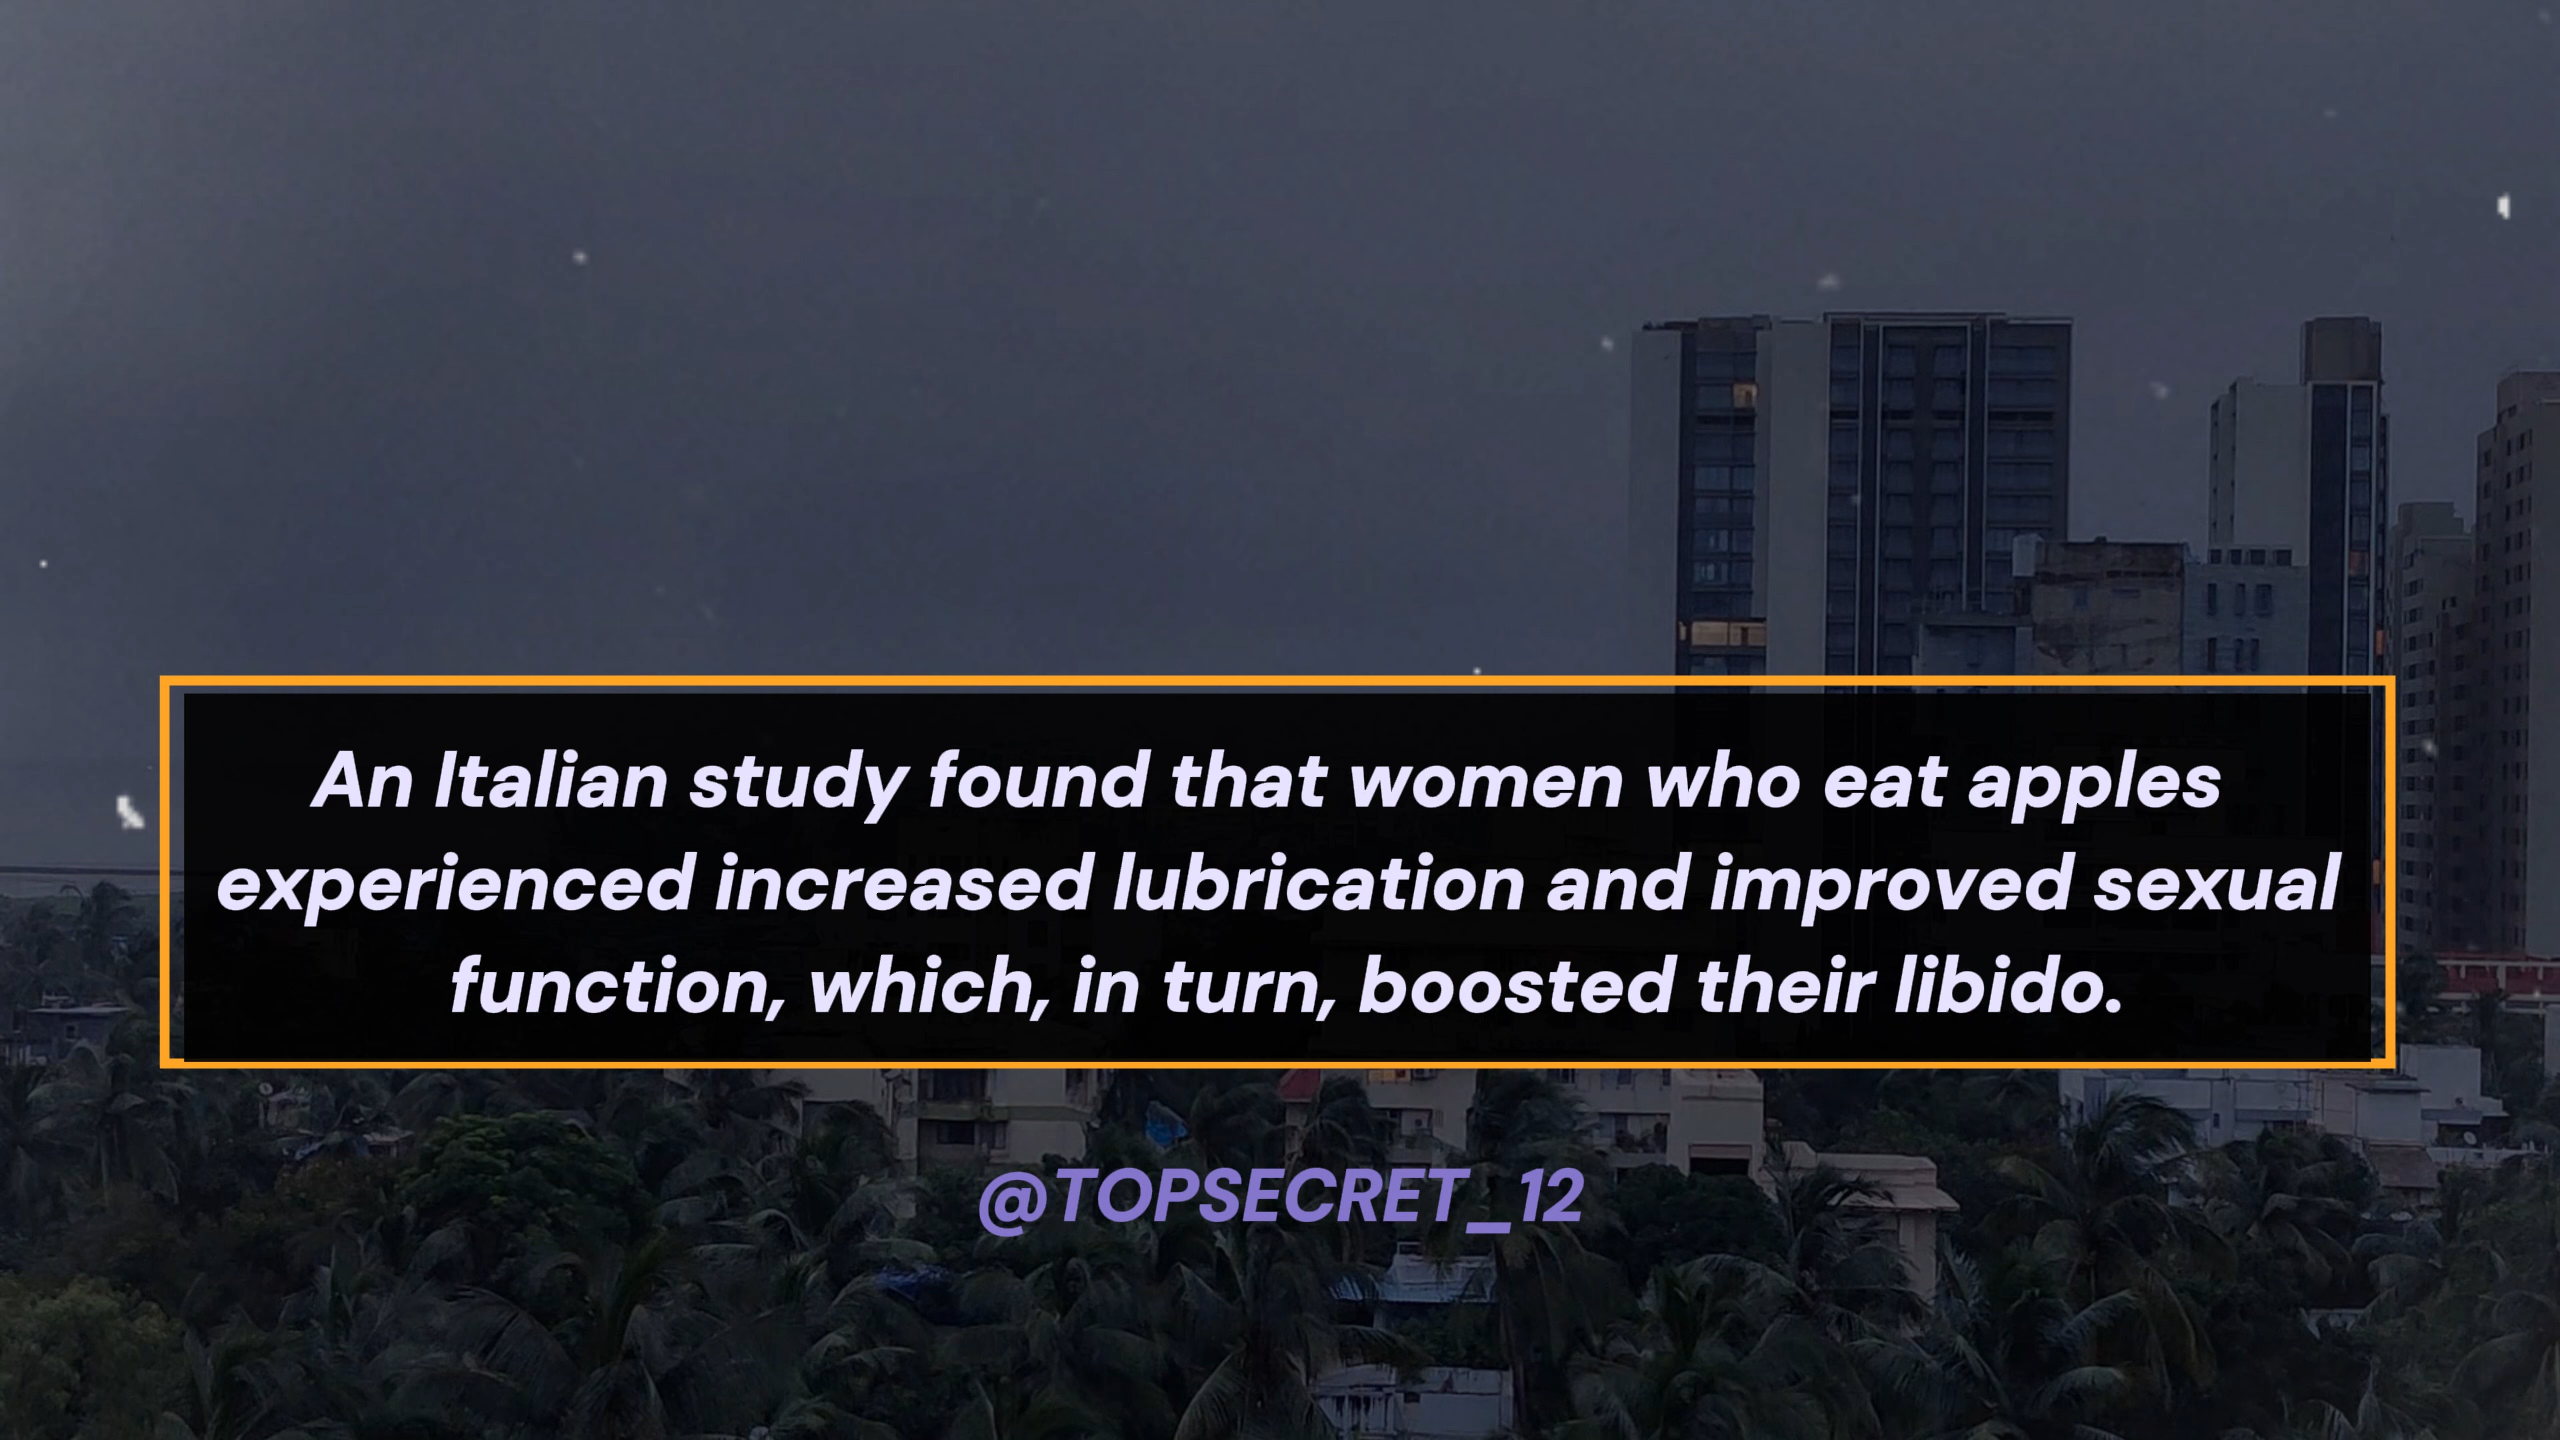 An Italian study found that women who eat apples
experienced increased lubrication and improved sexual
function, which, in turn, boosted their libido.
@TOPSECRET_12